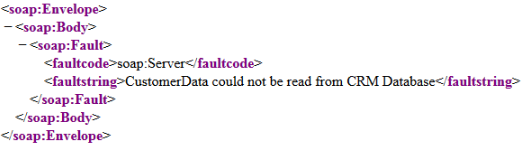 <soap:Envelope>
−<soap:Body>
−<soap:Fault>
<faultcode>soap:Server</faultcode>
<faultstring>CustomerData could not be read from CRM Database</faultstring>
</soap:Fault>
</soap:Body>
</soap:Envelope>